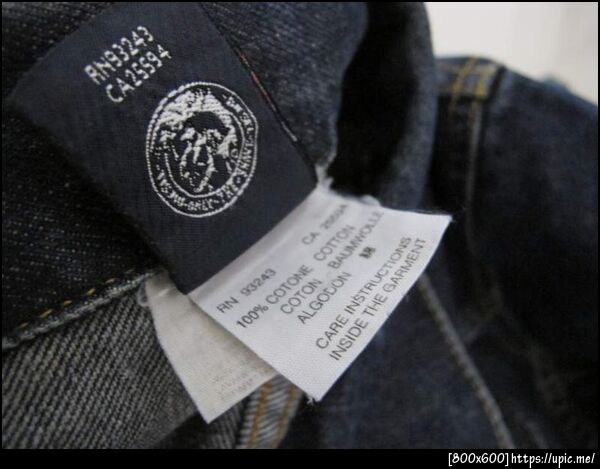 RN93243
CA25594
RN 93243 CA 25594
100% COTONE COTTON
COTON BAUMWOLLE
ALGODON
CARE INSTRUCTIONS
INSIDE THE GARMENT
[800x600]https://upic.me/